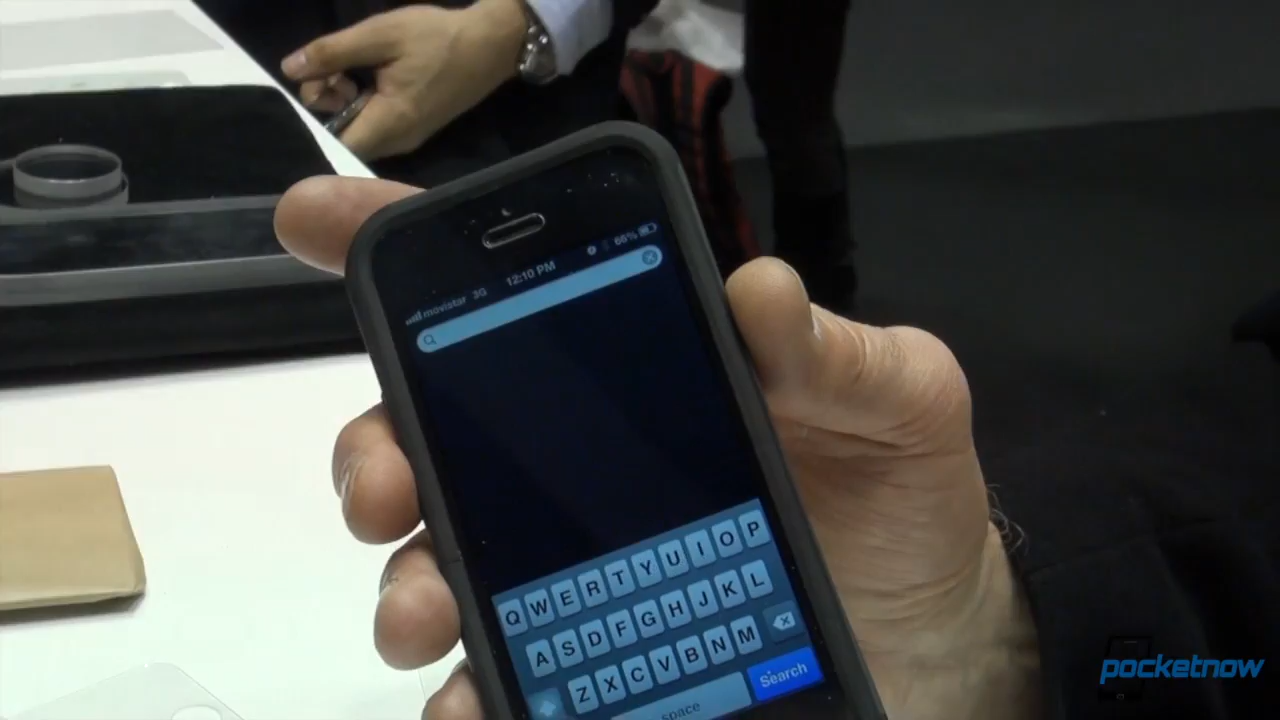 movistar 3G 12:10 PM 66%
Q W E R T Y U I O P
A S D F G H J K L
Z X C V B N M
space Search
pocketnow